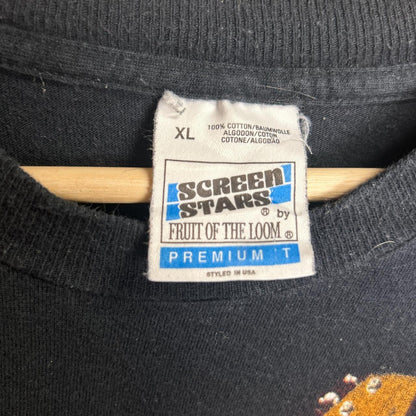 XL
100% COTTON/BAUMWOLLE
ALGODON/COTON
COTONE/ALGODÃO
SCREEN
STARS ® by
FRUIT OF THE LOOM ®
PREMIUM T
STYLED IN USA